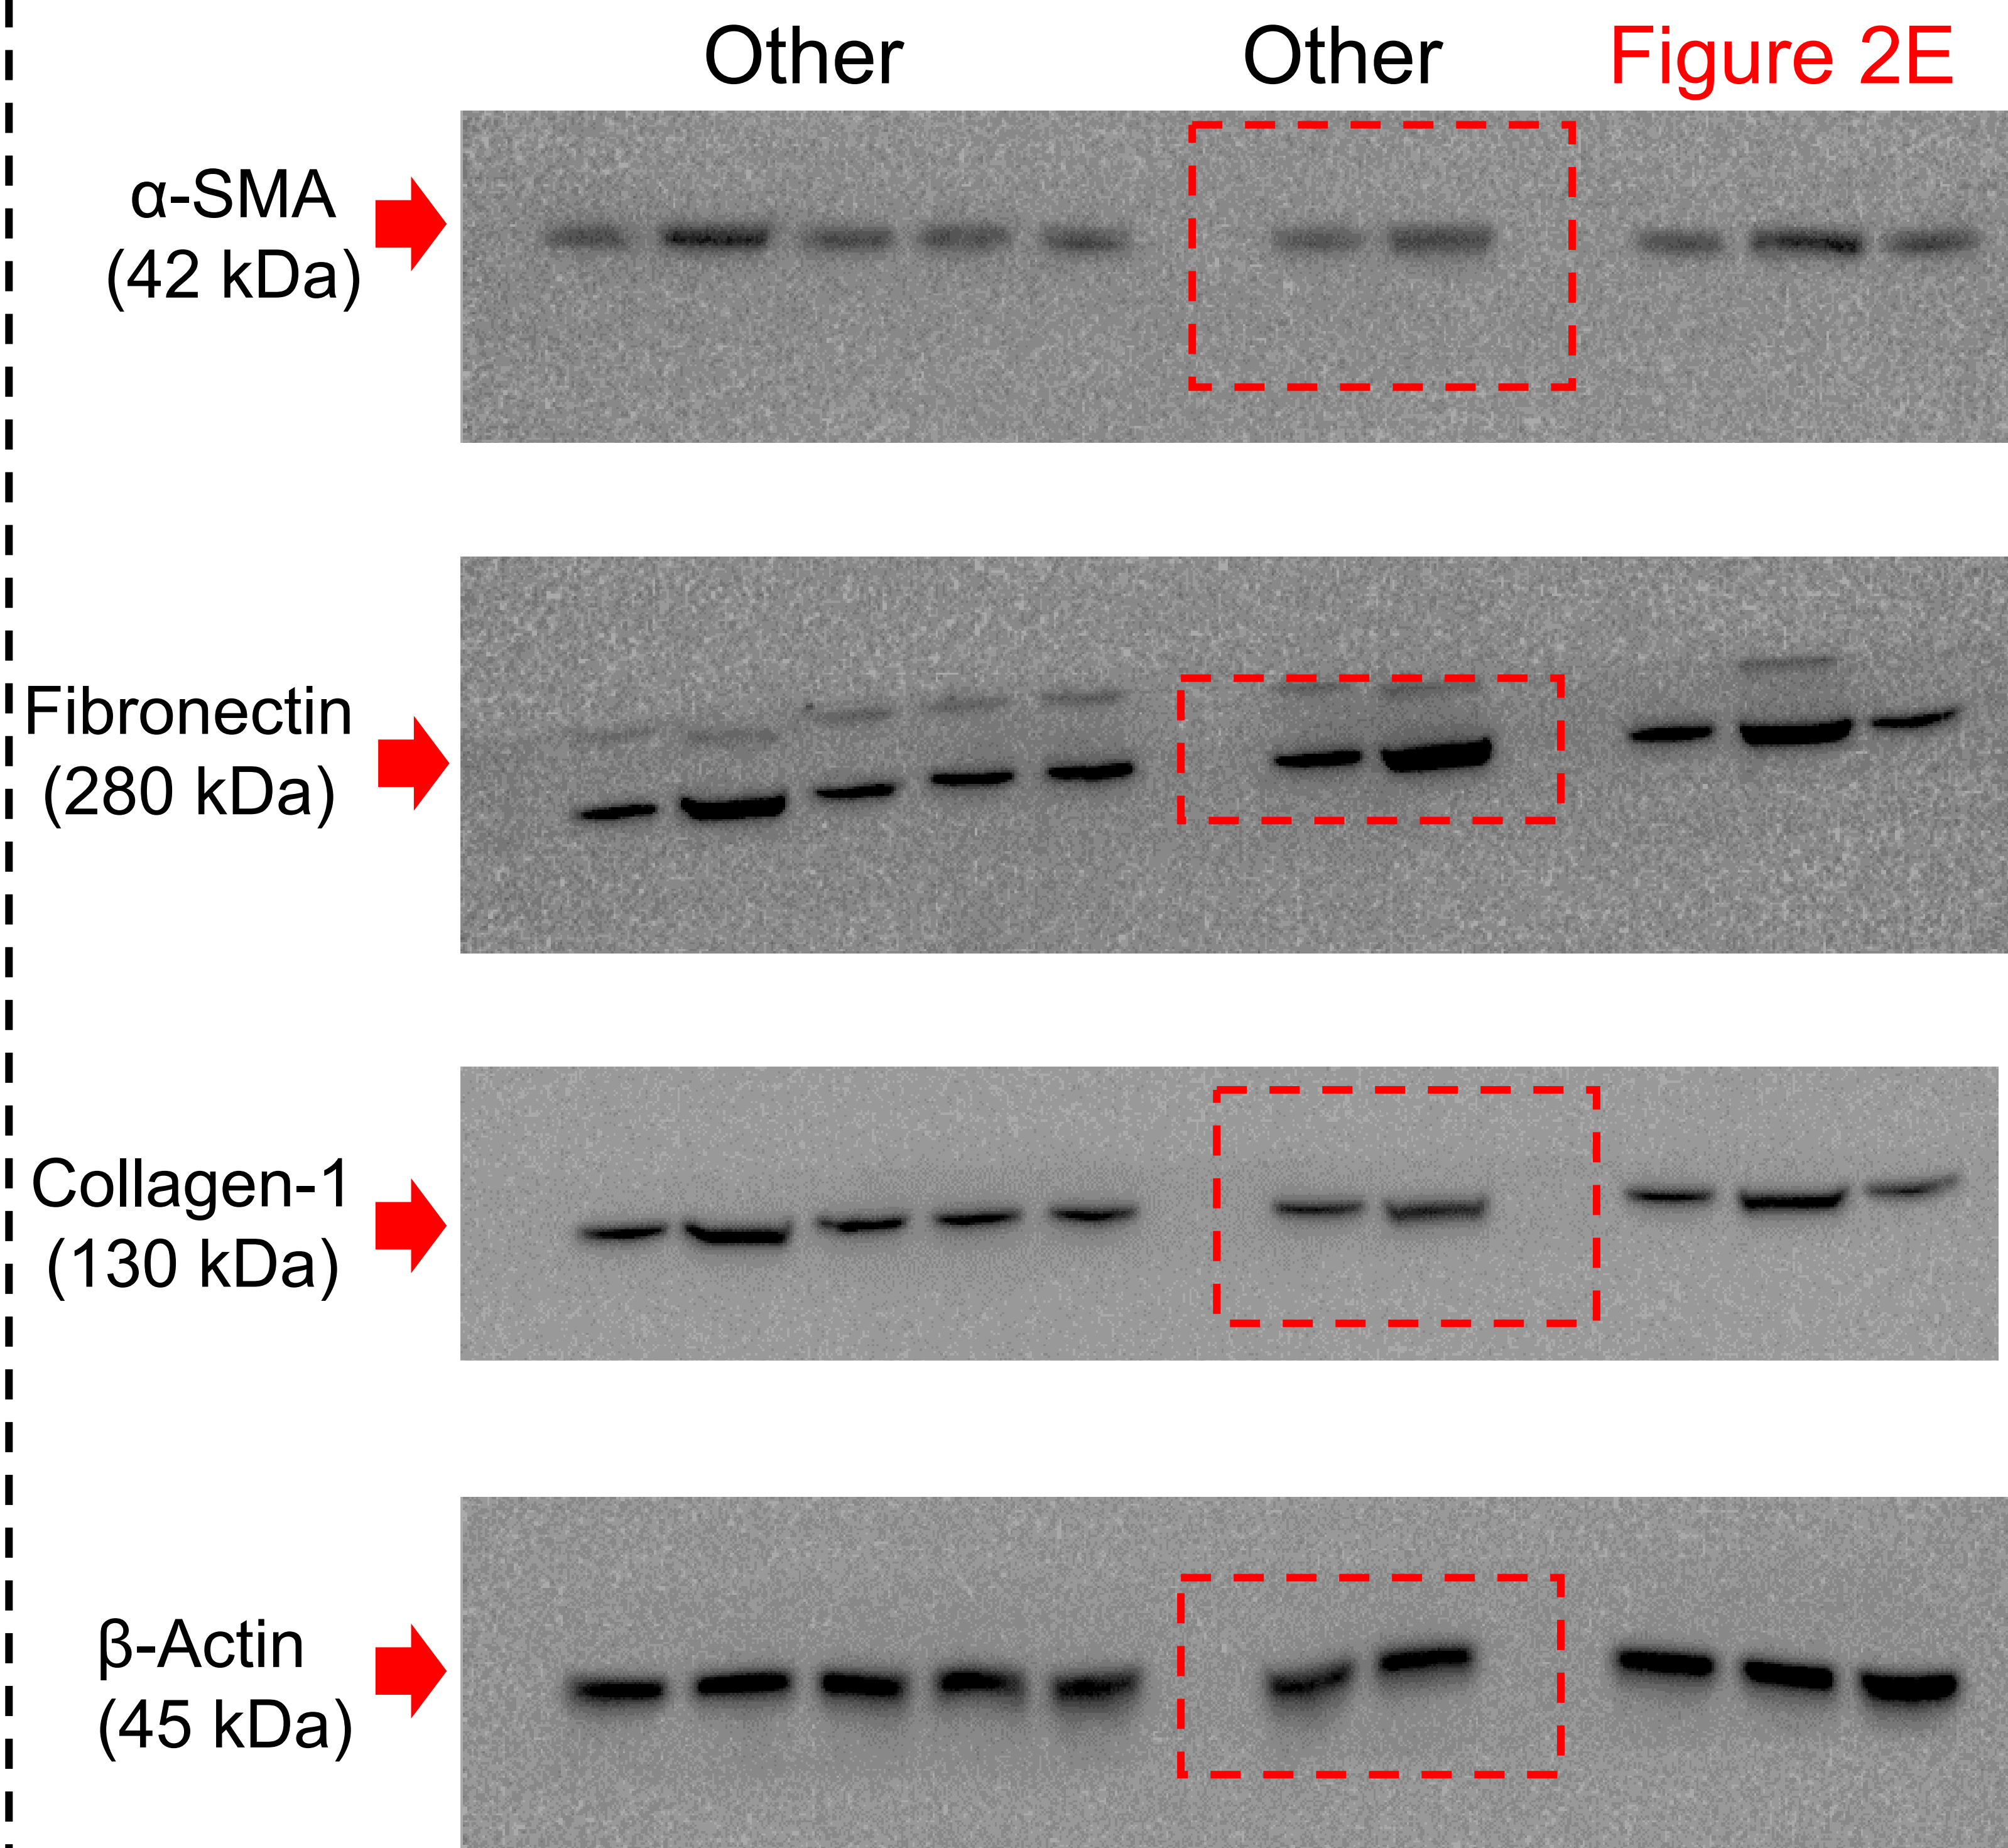 Other
Other
Figure 2E
α-SMA
(42 kDa)
Fibronectin
(280 kDa)
Collagen-1
(130 kDa)
β-Actin
(45 kDa)